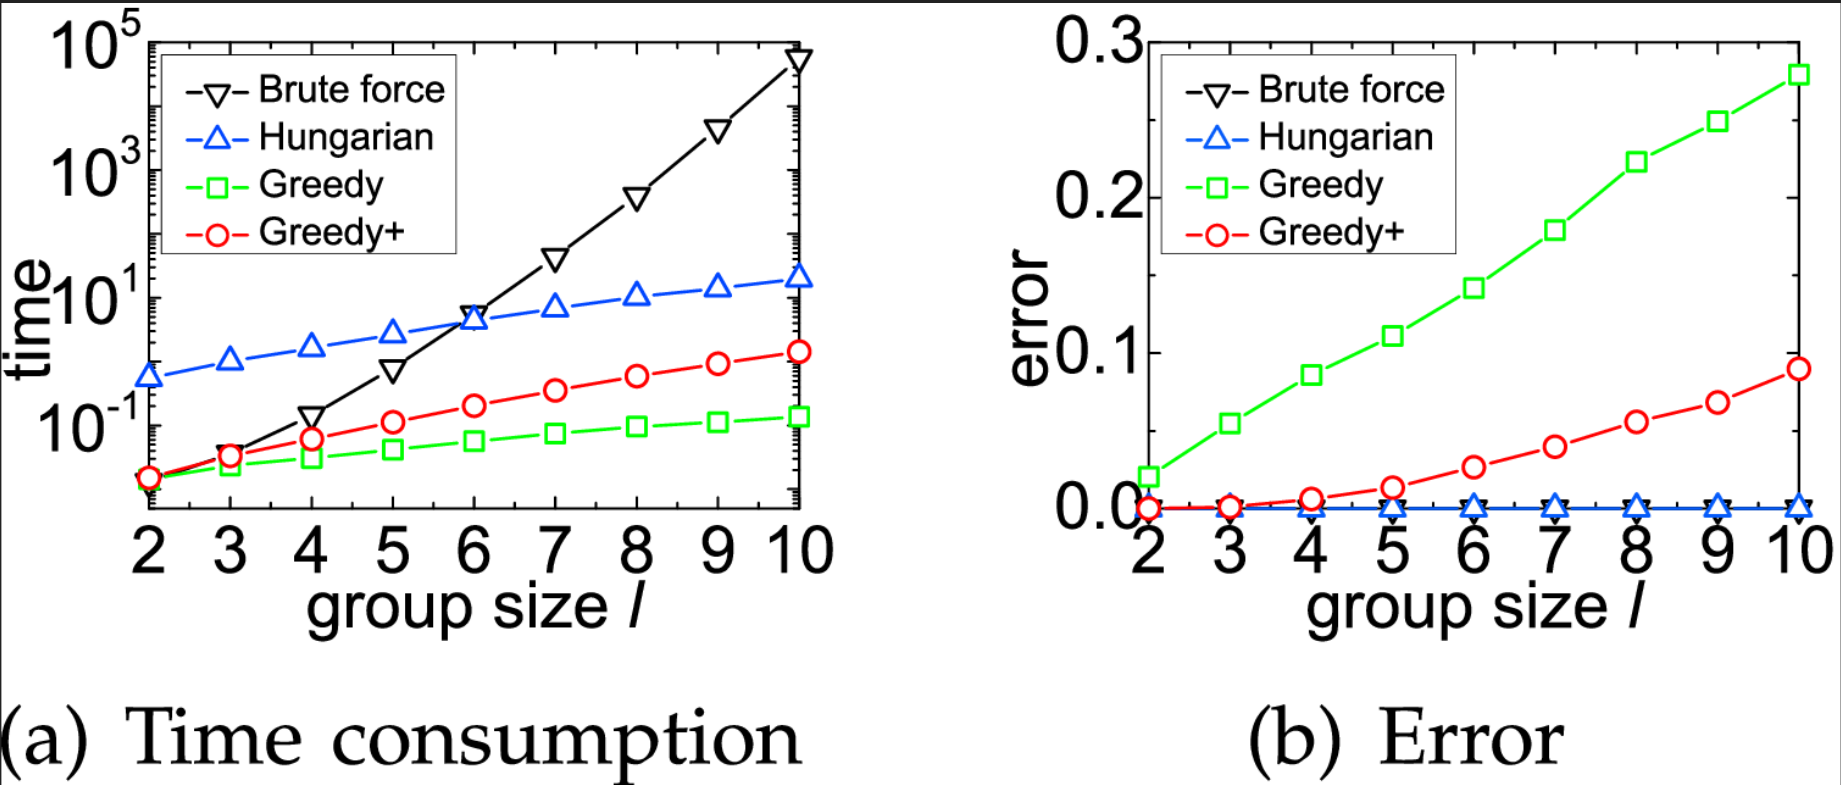 10^5
10^3
10^1
10^-1
time
Brute force
Hungarian
Greedy
Greedy+
2 3 4 5 6 7 8 9 10
group size l
(a) Time consumption
0.3
0.2
0.1
0.0
error
Brute force
Hungarian
Greedy
Greedy+
2 3 4 5 6 7 8 9 10
group size l
(b) Error